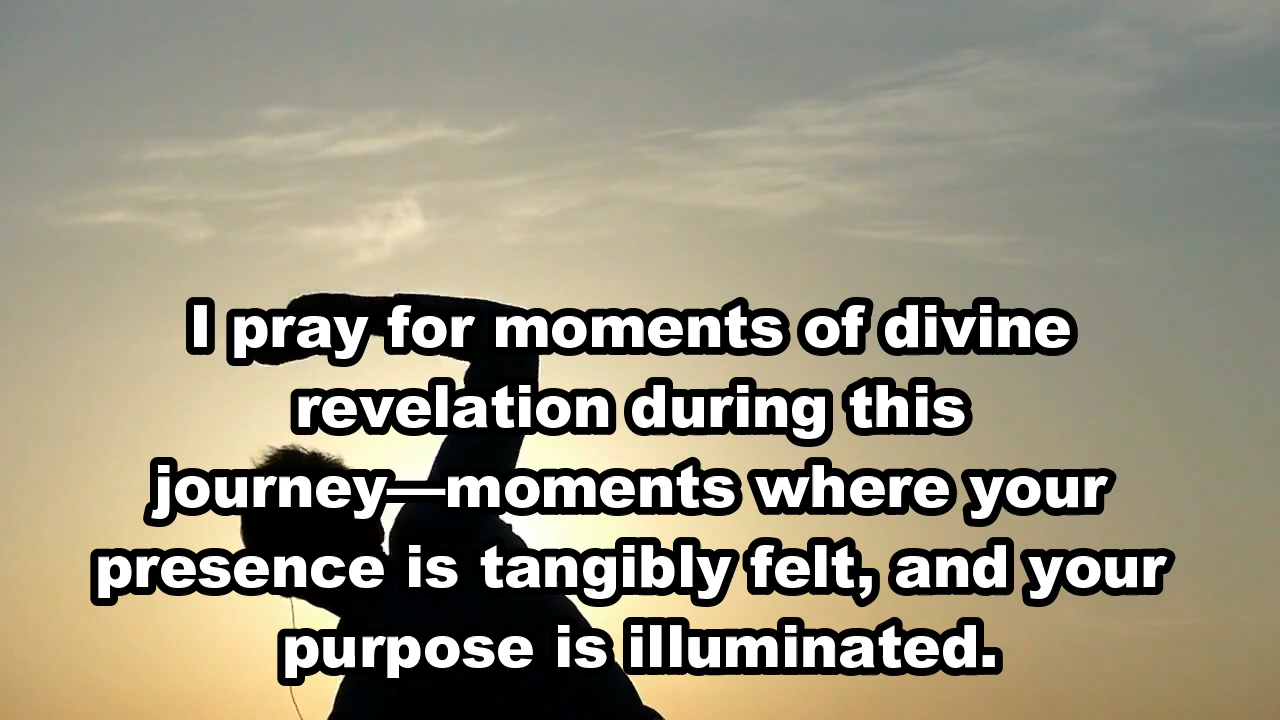 I pray for moments of divine
revelation during this
journey—moments where your
presence is tangibly felt, and your
purpose is illuminated.